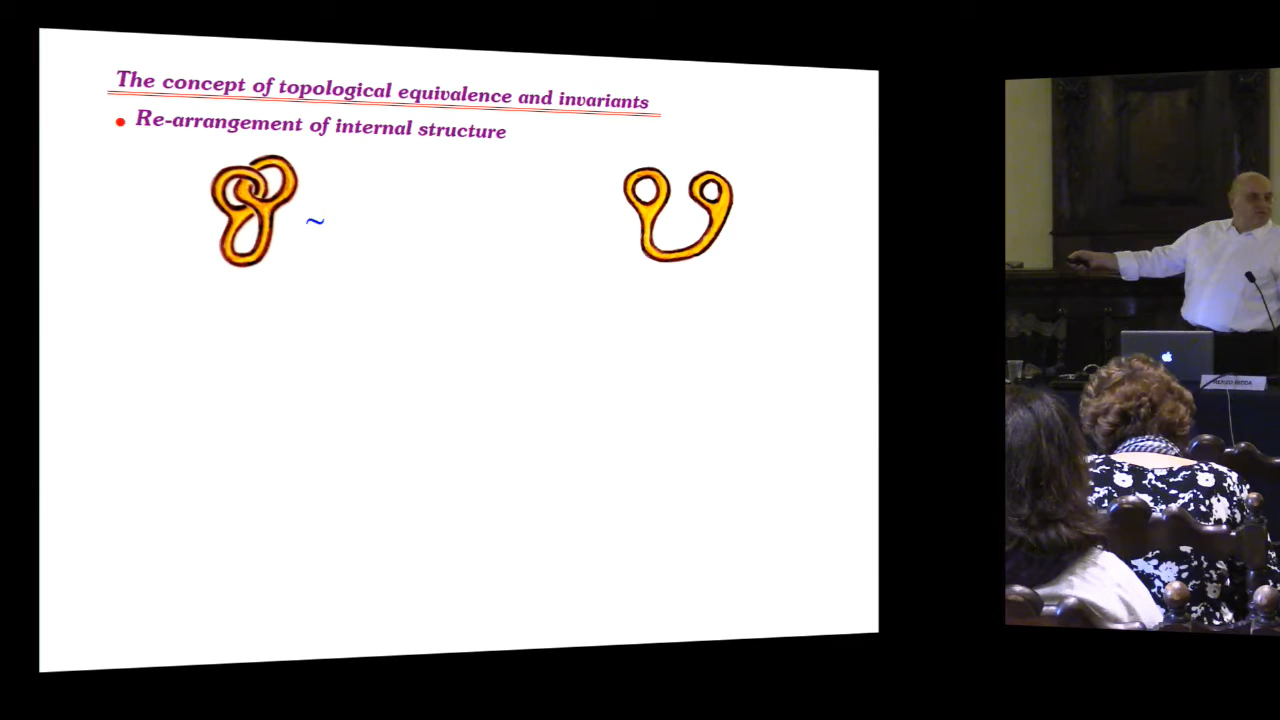 The concept of topological equivalence and invariants
• Re-arrangement of internal structure
~